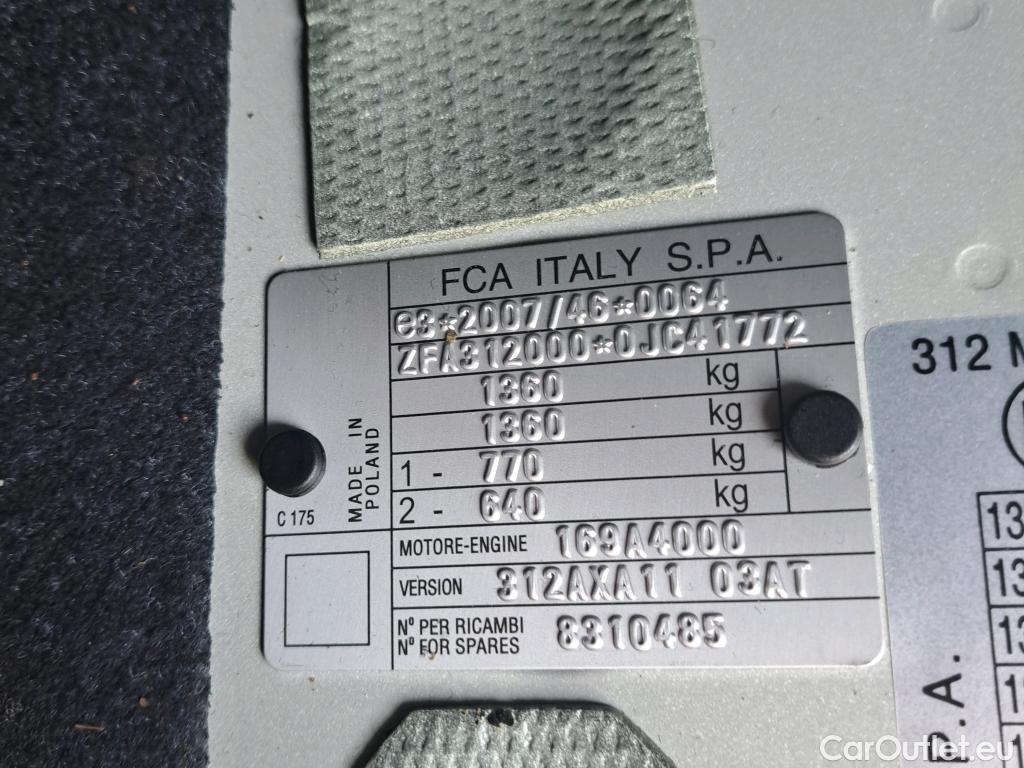 FCA ITALY S.P.A.
e3*2007/46*0064
ZFA312000*0JC41772
1360 kg
1360 kg
1 - 770 kg
2 - 640 kg
MADE IN
POLAND
C 175
MOTORE-ENGINE 169A4000
VERSION 312AXA11 03AT
Nº PER RICAMBI
Nº FOR SPARES
8310485
312
P.A.
CarOutlet.eu